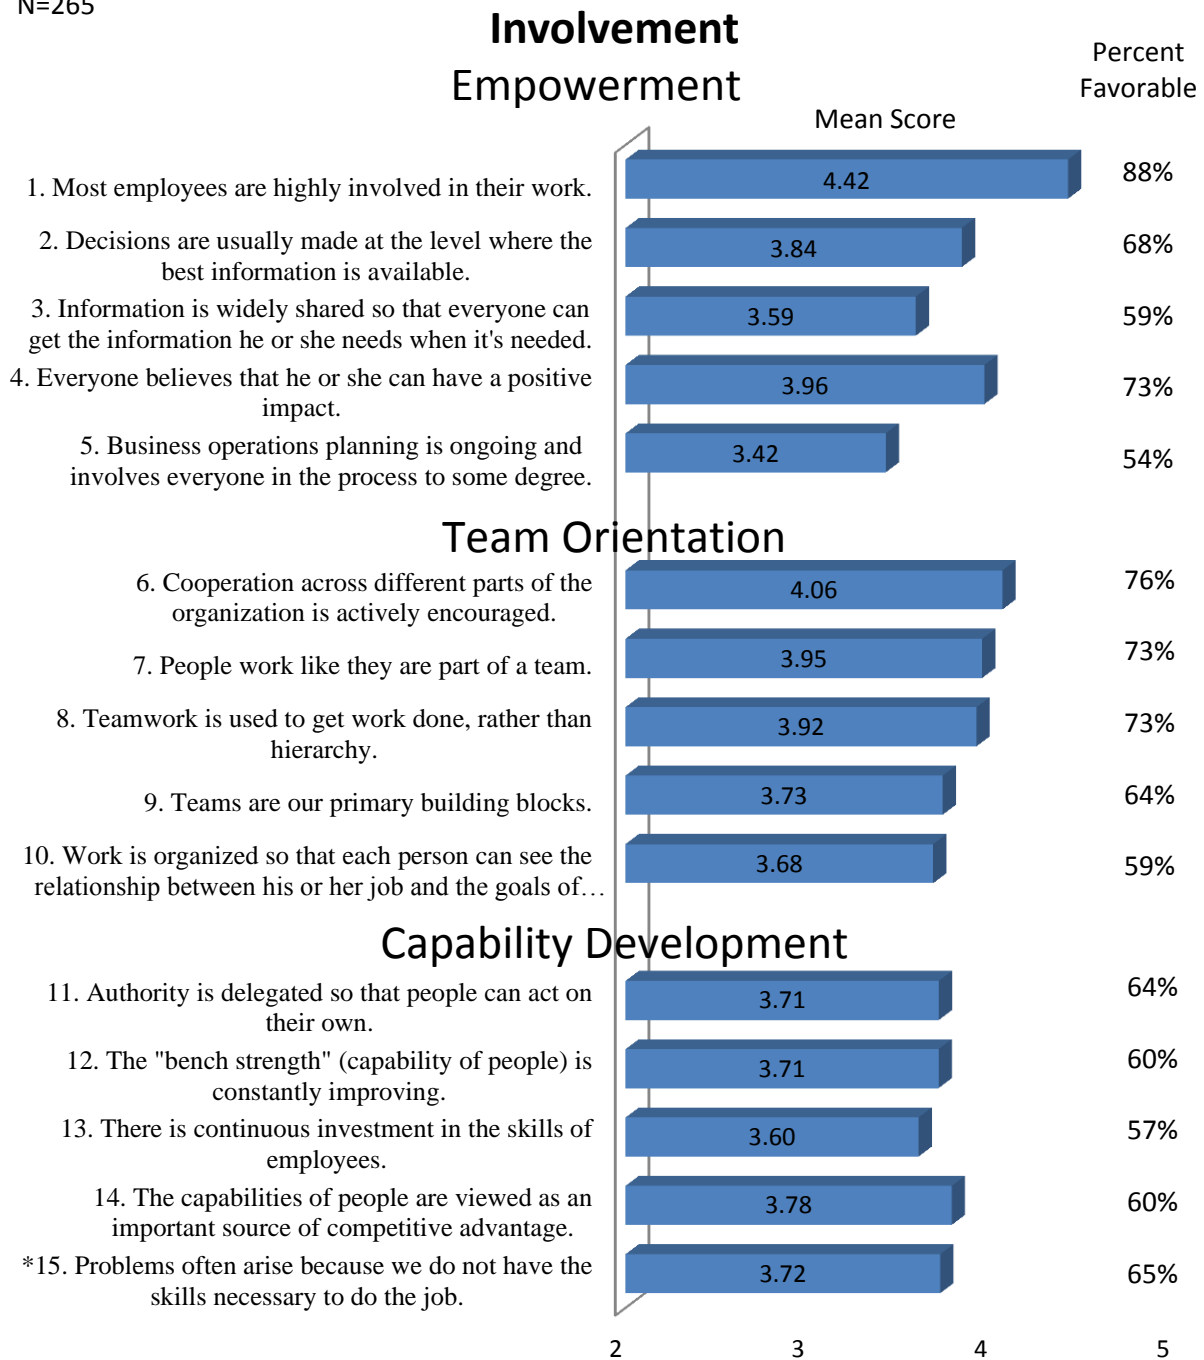 N=265
Involvement
Empowerment
Percent
Favorable
Mean Score
1. Most employees are highly involved in their work.
4.42
88%
2. Decisions are usually made at the level where the
best information is available.
3.84
68%
3. Information is widely shared so that everyone can
get the information he or she needs when it's needed.
3.59
59%
4. Everyone believes that he or she can have a positive
impact.
3.96
73%
5. Business operations planning is ongoing and
involves everyone in the process to some degree.
3.42
54%
Team Orientation
6. Cooperation across different parts of the
organization is actively encouraged.
4.06
76%
7. People work like they are part of a team.
3.95
73%
8. Teamwork is used to get work done, rather than
hierarchy.
3.92
73%
9. Teams are our primary building blocks.
3.73
64%
10. Work is organized so that each person can see the
relationship between his or her job and the goals of…
3.68
59%
Capability Development
11. Authority is delegated so that people can act on
their own.
3.71
64%
12. The "bench strength" (capability of people) is
constantly improving.
3.71
60%
13. There is continuous investment in the skills of
employees.
3.60
57%
14. The capabilities of people are viewed as an
important source of competitive advantage.
3.78
60%
*15. Problems often arise because we do not have the
skills necessary to do the job.
3.72
65%
2 3 4 5